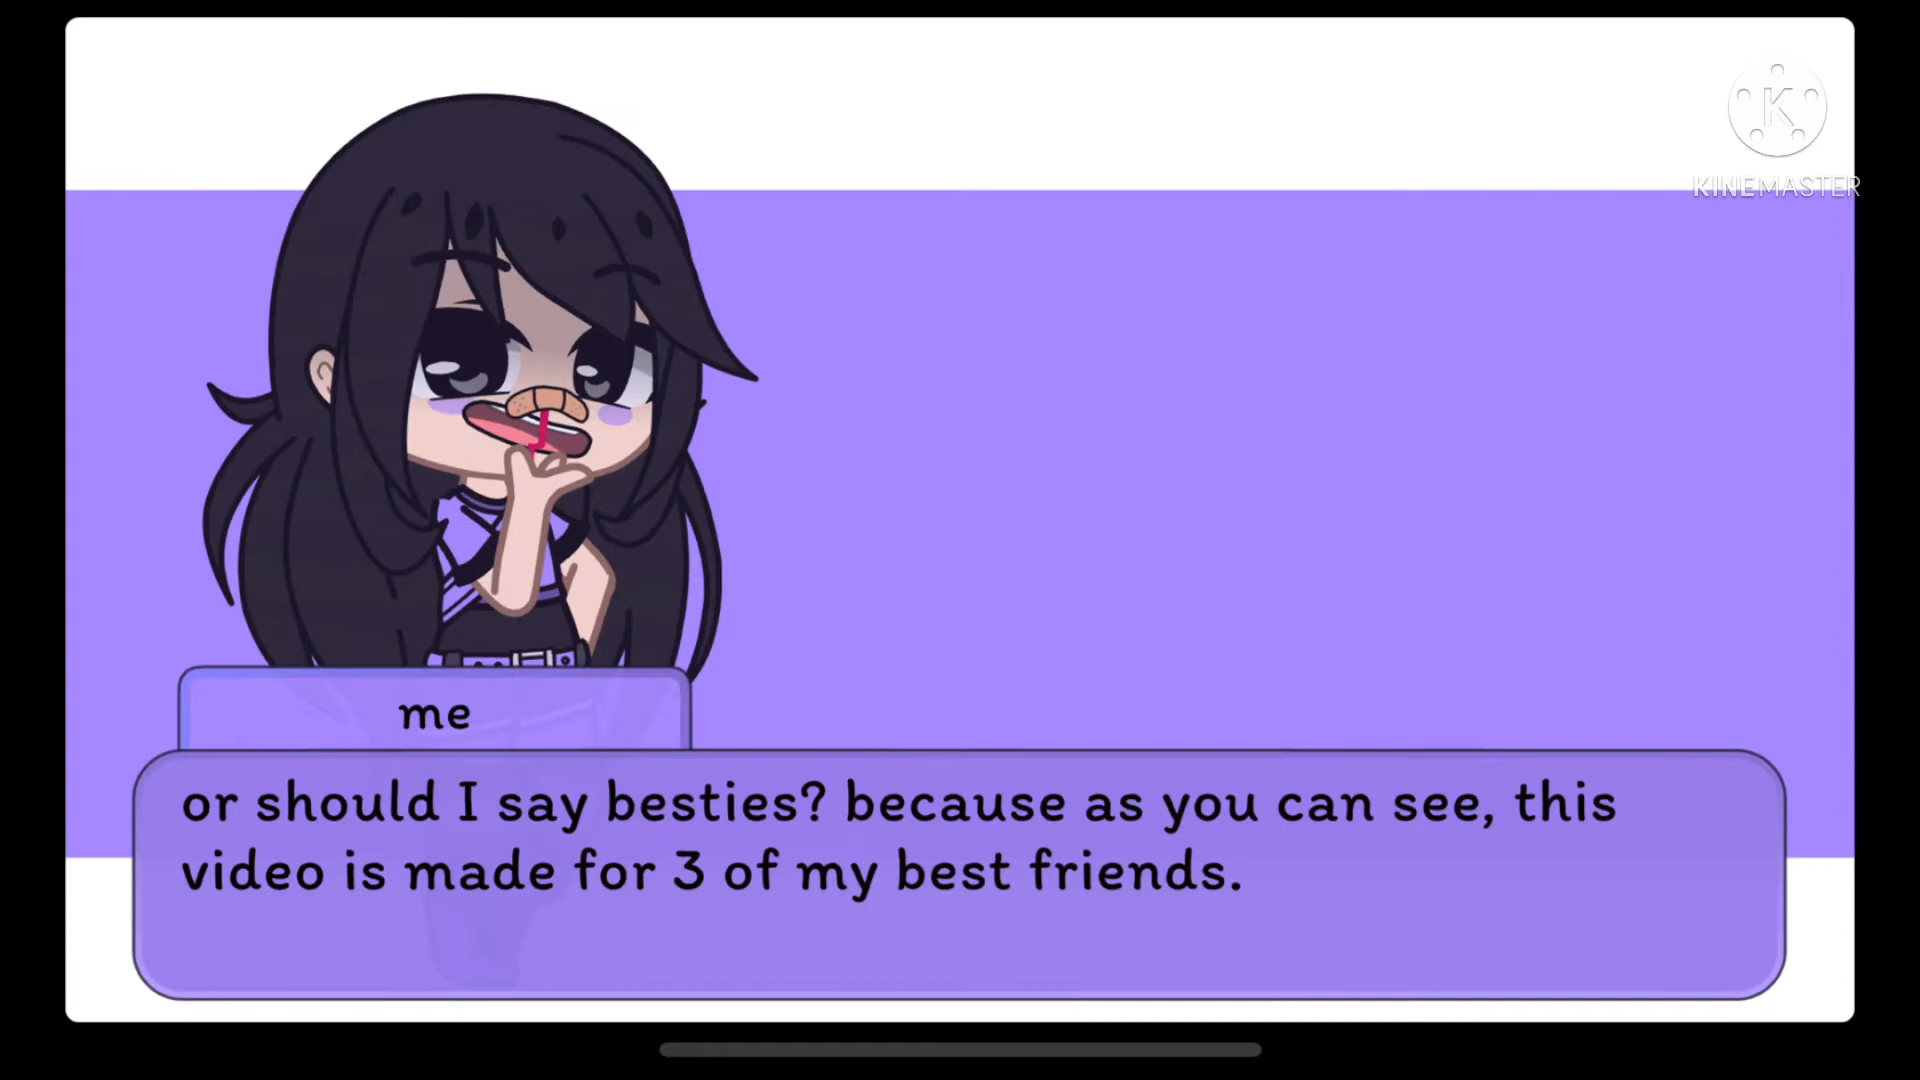 K
KINEMASTER
me
or should I say besties? because as you can see, this
video is made for 3 of my best friends.